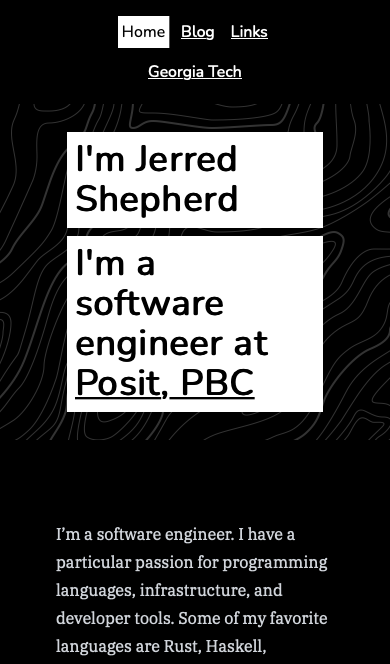 Home Blog Links
Georgia Tech
I'm Jerred
Shepherd
I'm a
software
engineer at
Posit, PBC
I’m a software engineer. I have a
particular passion for programming
languages, infrastructure, and
developer tools. Some of my favorite
languages are Rust, Haskell,